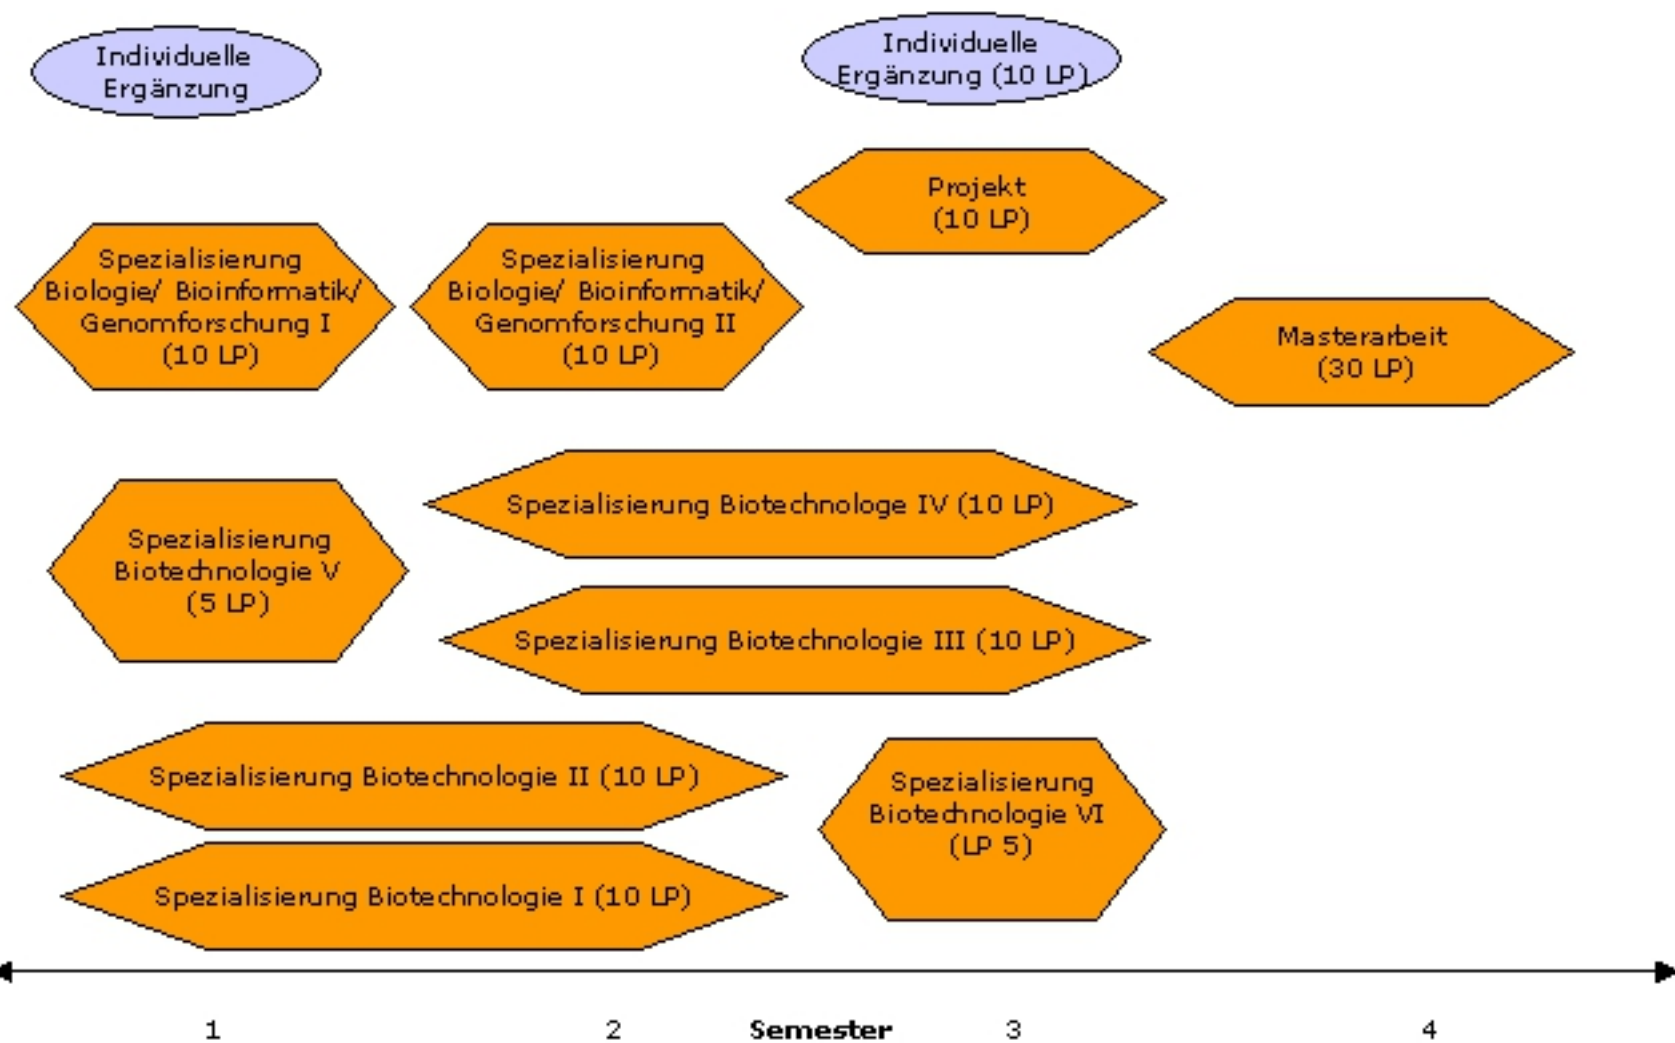 Individuelle
Ergänzung
Individuelle
Ergänzung (10 LP)
Projekt
(10 LP)
Spezialisierung
Biologie/ Bioinformatik/
Genomforschung I
(10 LP)
Spezialisierung
Biologie/ Bioinformatik/
Genomforschung II
(10 LP)
Masterarbeit
(30 LP)
Spezialisierung Biotechnologe IV (10 LP)
Spezialisierung
Biotechnologie V
(5 LP)
Spezialisierung Biotechnologie III (10 LP)
Spezialisierung Biotechnologie II (10 LP)
Spezialisierung
Biotechnologie VI
(LP 5)
Spezialisierung Biotechnologie I (10 LP)
1 2 Semester 3 4